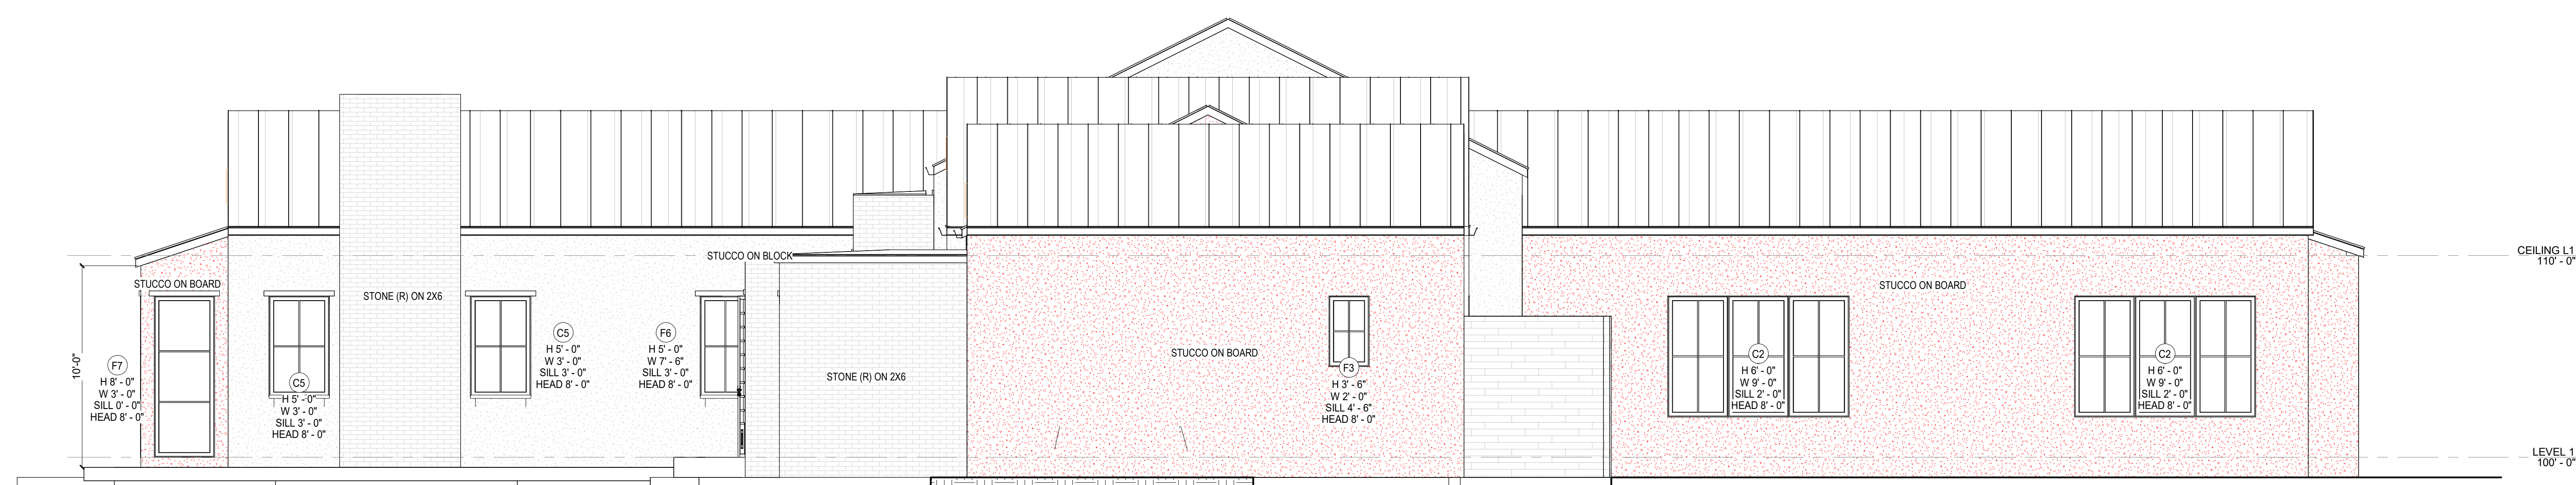 CEILING L1
110' - 0"
STUCCO ON BLOCK
STUCCO ON BOARD
STONE (R) ON 2X6
STUCCO ON BOARD
10'-0"
F7
H 8' - 0"
W 3' - 0"
SILL 0' - 0"
HEAD 8' - 0"
C5
H 5' - 0"
W 3' - 0"
SILL 3' - 0"
HEAD 8' - 0"
C5
H 5' - 0"
W 3' - 0"
SILL 3' - 0"
HEAD 8' - 0"
F6
H 5' - 0"
W 7' - 6"
SILL 3' - 0"
HEAD 8' - 0"
STONE (R) ON 2X6
STUCCO ON BOARD
F3
H 3' - 6"
W 2' - 0"
SILL 4' - 6"
HEAD 8' - 0"
C2
H 6' - 0"
W 9' - 0"
SILL 2' - 0"
HEAD 8' - 0"
C2
H 6' - 0"
W 9' - 0"
SILL 2' - 0"
HEAD 8' - 0"
LEVEL 1
100' - 0"